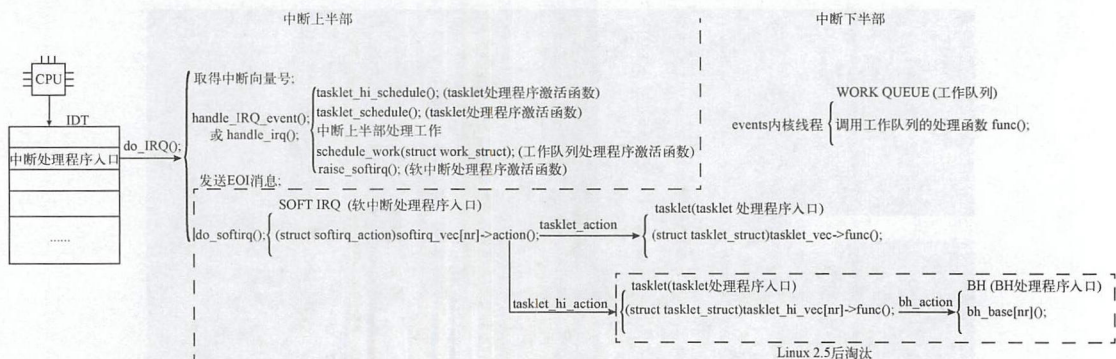 中断上半部
中断下半部
CPU
IDT
中断处理程序入口
......
do_IRQ();
取得中断向量号;
handle_IRQ_event();
或 handle_irq();
tasklet_hi_schedule(); (tasklet处理程序激活函数)
tasklet_schedule(); (tasklet处理程序激活函数)
中断上半部处理工作
schedule_work(struct work_struct); (工作队列处理程序激活函数)
raise_softirq(); (软中断处理程序激活函数)
发送EOI消息;
WORK QUEUE (工作队列)
events内核线程
调用工作队列的处理函数 func();
do_softirq();
SOFT IRQ (软中断处理程序入口)
(struct softirq_action)softirq_vec[nr]->action();
tasklet_action
tasklet(tasklet 处理程序入口)
(struct tasklet_struct)tasklet_vec->func();
tasklet_hi_action
tasklet(tasklet处理程序入口)
(struct tasklet_struct)tasklet_hi_vec[nr]->func();
bh_action
BH (BH处理程序入口)
bh_base[nr]();
Linux 2.5后淘汰